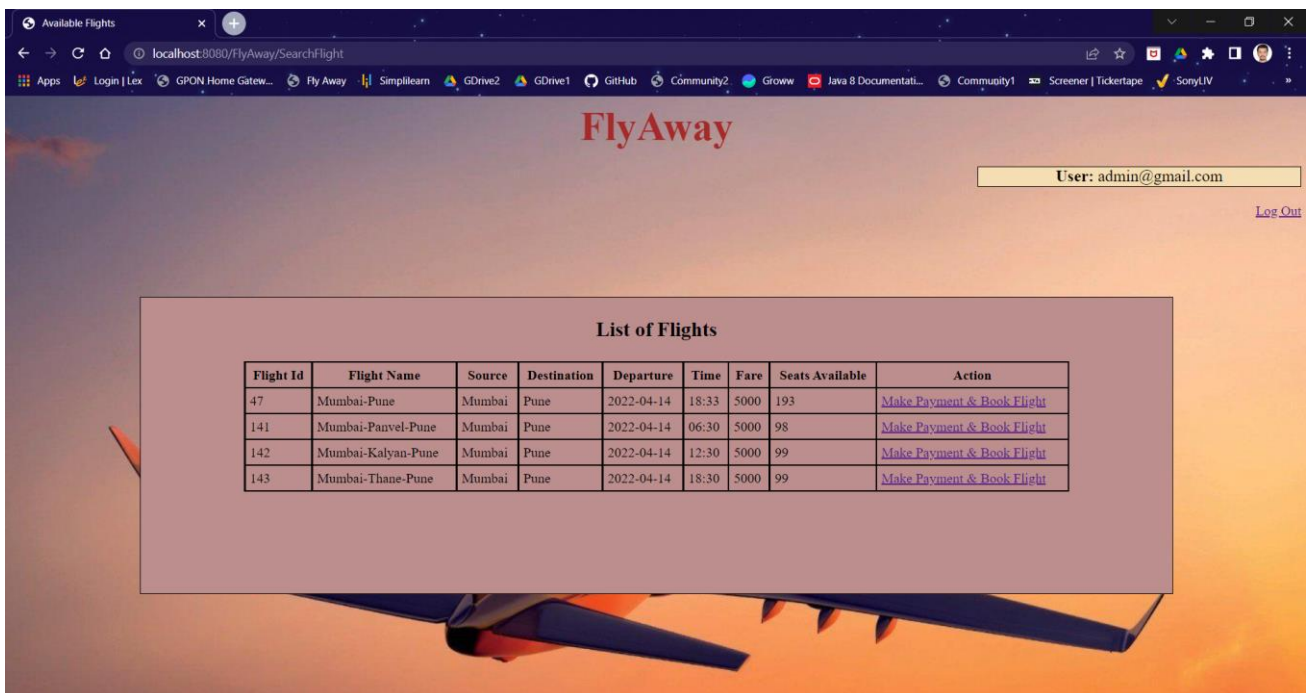 Available Flights
localhost:8080/FlyAway/SearchFlight
Apps Login | Lex GPON Home Gatew... Fly Away Simplilearn GDrive2 GDrive1 GitHub Community2 Groww Java 8 Documentati... Community1 Screener | Tickertape SonyLIV »
FlyAway
User: admin@gmail.com
Log Out
List of Flights
Flight Id Flight Name Source Destination Departure Time Fare Seats Available Action
47 Mumbai-Pune Mumbai Pune 2022-04-14 18:33 5000 193 Make Payment & Book Flight
141 Mumbai-Panvel-Pune Mumbai Pune 2022-04-14 06:30 5000 98 Make Payment & Book Flight
142 Mumbai-Kalyan-Pune Mumbai Pune 2022-04-14 12:30 5000 99 Make Payment & Book Flight
143 Mumbai-Thane-Pune Mumbai Pune 2022-04-14 18:30 5000 99 Make Payment & Book Flight